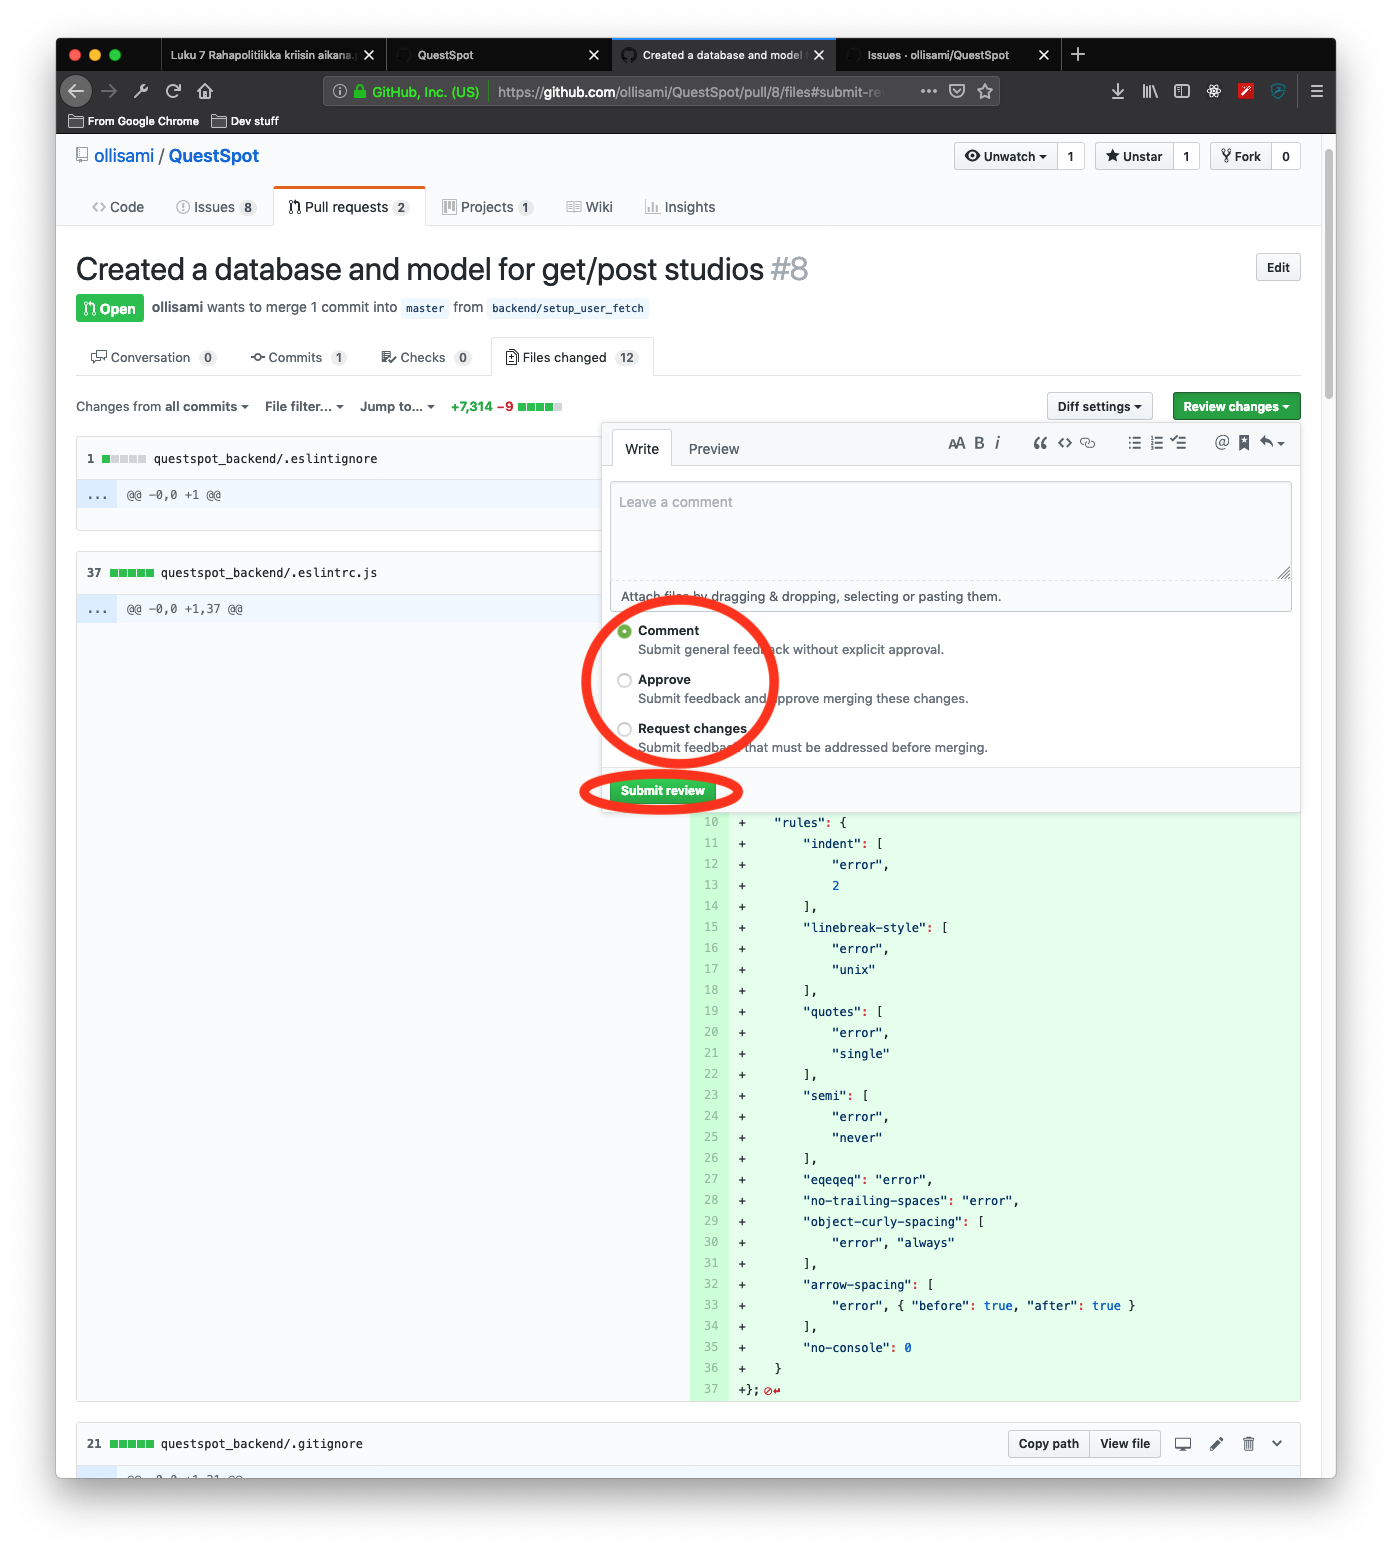 Luku 7 Rahapolitiikka kriisin aikana.
QuestSpot
Created a database and model
Issues · ollisami/QuestSpot
GitHub, Inc. (US)
https://github.com/ollisami/QuestSpot/pull/8/files#submit-re
From Google Chrome
Dev stuff
ollisami / QuestSpot
Unwatch 1
Unstar 1
Fork 0
Code
Issues 8
Pull requests 2
Projects 1
Wiki
Insights
Created a database and model for get/post studios #8
Edit
Open
ollisami wants to merge 1 commit into master from backend/setup_user_fetch
Conversation 0
Commits 1
Checks 0
Files changed 12
Changes from all commits
File filter...
Jump to...
+7,314 −9
Diff settings
Review changes
1 questspot_backend/.eslintignore
... @@ -0,0 +1 @@
37 questspot_backend/.eslintrc.js
... @@ -0,0 +1,37 @@
Write
Preview
AA B i
Leave a comment
Attach files by dragging & dropping, selecting or pasting them.
Comment
Submit general feedback without explicit approval.
Approve
Submit feedback and approve merging these changes.
Request changes
Submit feedback that must be addressed before merging.
Submit review
10 + "rules": {
11 + "indent": [
12 + "error",
13 + 2
14 + ],
15 + "linebreak-style": [
16 + "error",
17 + "unix"
18 + ],
19 + "quotes": [
20 + "error",
21 + "single"
22 + ],
23 + "semi": [
24 + "error",
25 + "never"
26 + ],
27 + "eqeqeq": "error",
28 + "no-trailing-spaces": "error",
29 + "object-curly-spacing": [
30 + "error", "always"
31 + ],
32 + "arrow-spacing": [
33 + "error", { "before": true, "after": true }
34 + ],
35 + "no-console": 0
36 + }
37 +};
21 questspot_backend/.gitignore
Copy path
View file